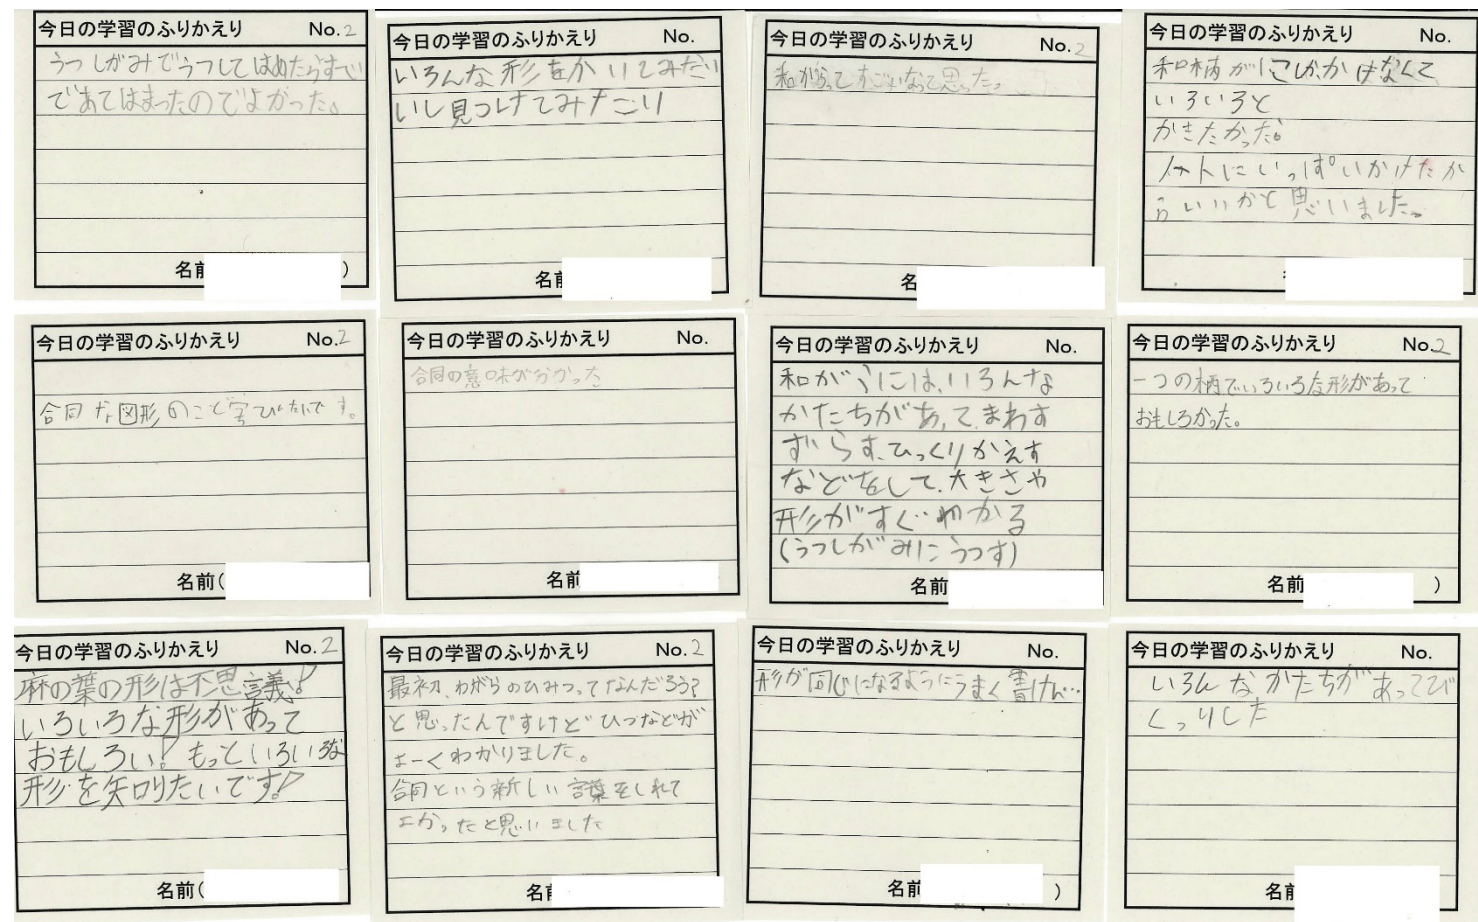 今日の学習のふりかえり No.2
うつしがみでうつしてはめたらすべて
であてはまったのでよかった。
名前 )
今日の学習のふりかえり No.
いろんな形をかいてみたい
いし見つけてみたい
名前
今日の学習のふりかえり No.2
和がらってすごいなって思った。
名
今日の学習のふりかえり No.
和柄が
いろいろと
かきたかった。
ノートにいっぱいかけたか
らいいかと思いました。
今日の学習のふりかえり No.2
合同な図形のこと学びたいです。
名前(
今日の学習のふりかえり No.
合同の意味が分かった
名前
今日の学習のふりかえり No.
和がらには、いろんな
かたちがあって、まわす
ずらす、ひっくりかえす
などをして、大きさや
形がすぐわかる
(うつしがみにうつす)
名前
今日の学習のふりかえり No.2
一つの柄でいろいろな形があって
おもしろかった。
名前 )
今日の学習のふりかえり No.2
麻の葉の形は不思議!
いろいろな形があって
おもしろい!もっといろいろな
形を知りたいです!
名前(
今日の学習のふりかえり No.2
最初、わがらのひみつってなんだろう?
と思ったんですけどひつなどが
よーくわかりました。
合同という新しい言葉をしれて
よかったと思いました
名前
今日の学習のふりかえり No.
形が同じになるようにうまく書けん…
名前 )
今日の学習のふりかえり No.
いろんなかたちがあってび
くっりした
名前